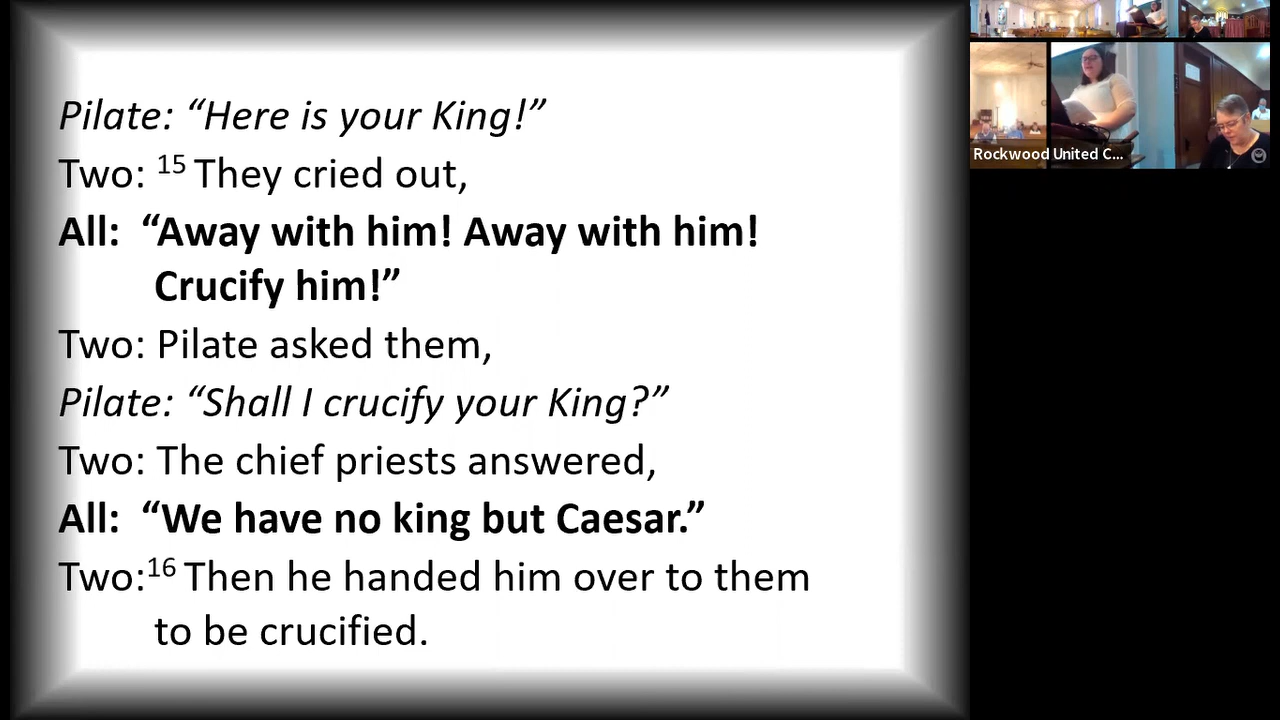 Pilate: “Here is your King!”
Two: 15 They cried out,
All: “Away with him! Away with him!
Crucify him!”
Two: Pilate asked them,
Pilate: “Shall I crucify your King?”
Two: The chief priests answered,
All: “We have no king but Caesar.”
Two:16 Then he handed him over to them
to be crucified.
Rockwood United C...